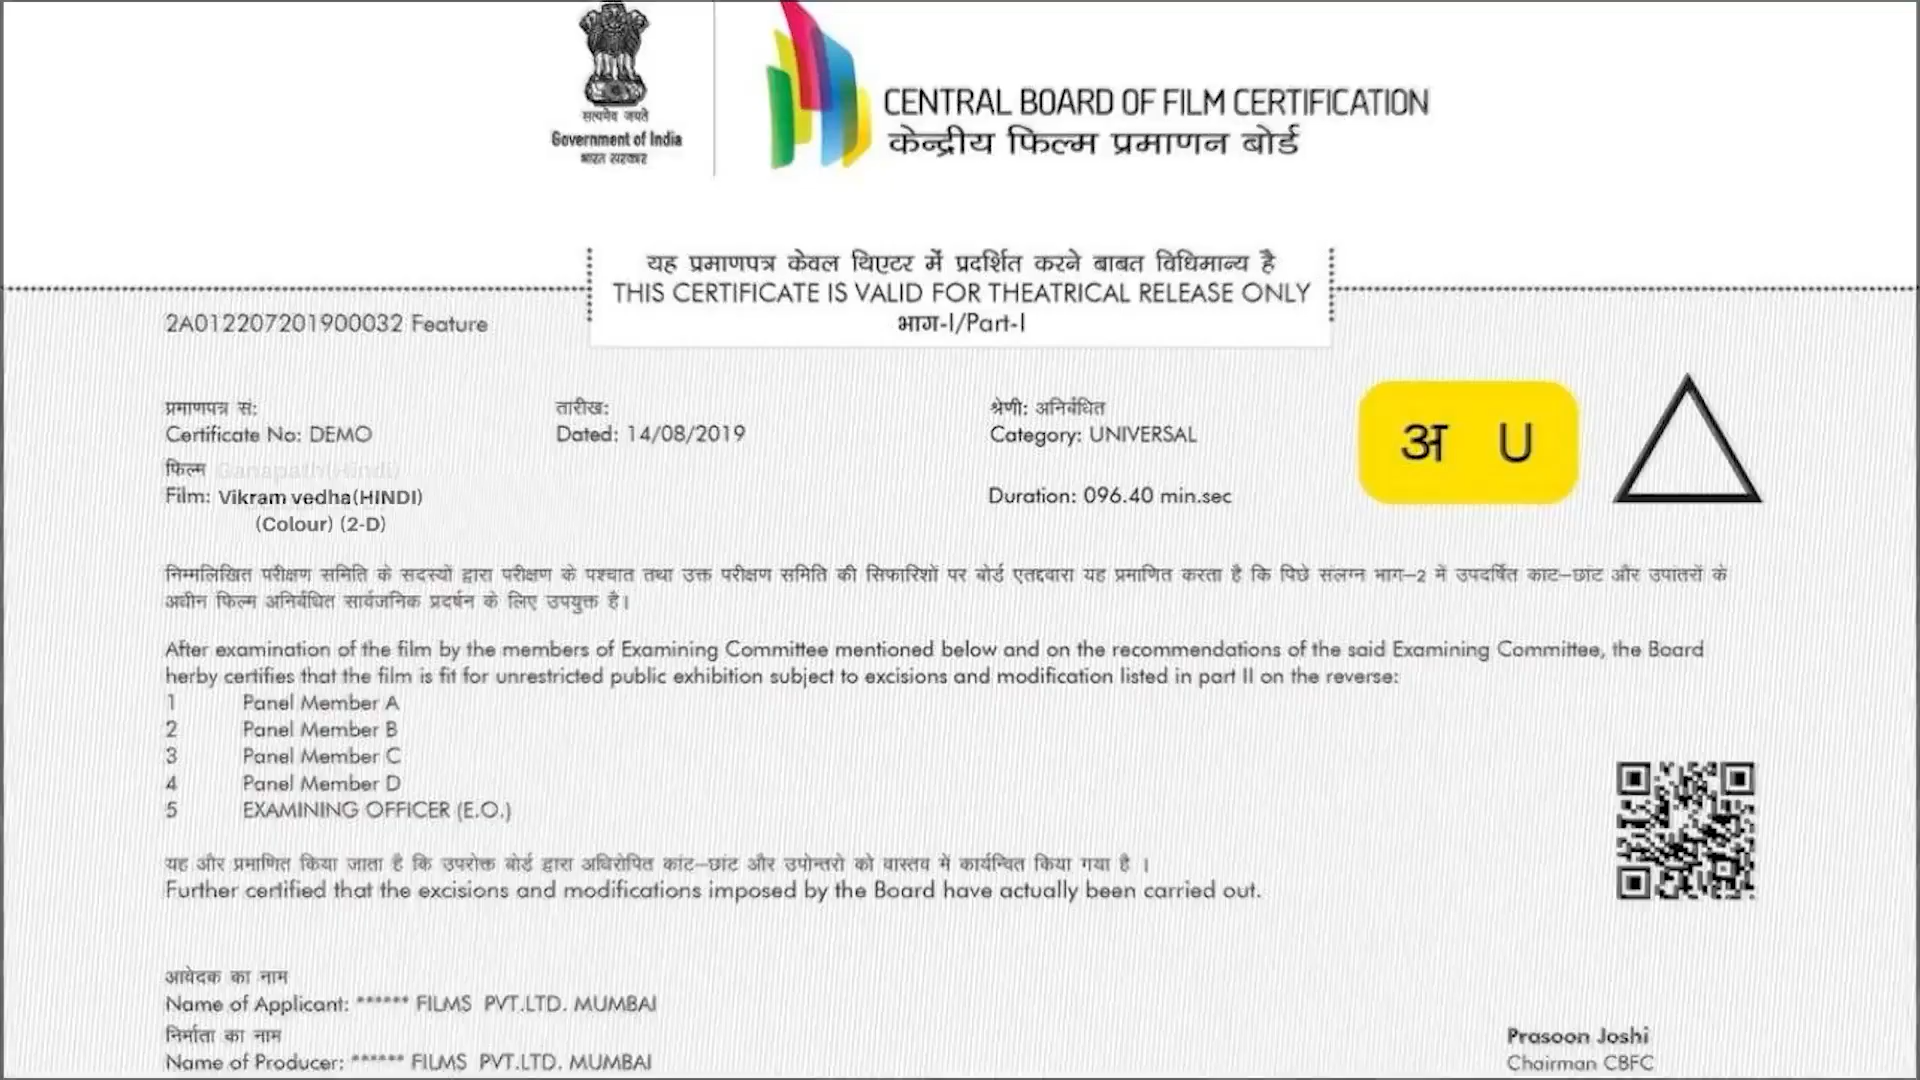 सत्यमेव जयते
Government of India
भारत सरकार
CENTRAL BOARD OF FILM CERTIFICATION
केन्द्रीय फिल्म प्रमाणन बोर्ड
यह प्रमाणपत्र केवल थिएटर में प्रदर्शित करने बाबत विधिमान्य है
THIS CERTIFICATE IS VALID FOR THEATRICAL RELEASE ONLY
भाग-I/Part-I
2A012207201900032 Feature
प्रमाणपत्र सं: तारीख: श्रेणी: अनिर्बंधित
Certificate No: DEMO Dated: 14/08/2019 Category: UNIVERSAL
अ U
फिल्म Ganapath(Hindi)
Film: Vikram vedha(HINDI) Duration: 096.40 min.sec
(Colour) (2-D)
निम्मलिखित परीक्षण समिति के सदस्यों द्वारा परीक्षण के पश्चात तथा उक्त परीक्षण समिति की सिफारिशों पर बोर्ड एतद्दवारा यह प्रमाणित करता है कि पिछे संलग्न भाग–2 में उपदर्षित काट–छांट और उपांतरों के
अधीन फिल्म अनिर्बंधित सार्वजनिक प्रदर्षन के लिए उपयुक्त है।
After examination of the film by the members of Examining Committee mentioned below and on the recommendations of the said Examining Committee, the Board
herby certifies that the film is fit for unrestricted public exhibition subject to excisions and modification listed in part II on the reverse:
1 Panel Member A
2 Panel Member B
3 Panel Member C
4 Panel Member D
5 EXAMINING OFFICER (E.O.)
यह और प्रमाणित किया जाता है कि उपरोक्त बोर्ड द्वारा अधिरोपित कांट–छांट और उपोन्तरो को वास्तव में कार्यन्वित किया गया है ।
Further certified that the excisions and modifications imposed by the Board have actually been carried out.
आवेदक का नाम
Name of Applicant: ****** FILMS PVT.LTD. MUMBAI
निर्माता का नाम
Name of Producer: ****** FILMS PVT.LTD. MUMBAI
Prasoon Joshi
Chairman CBFC